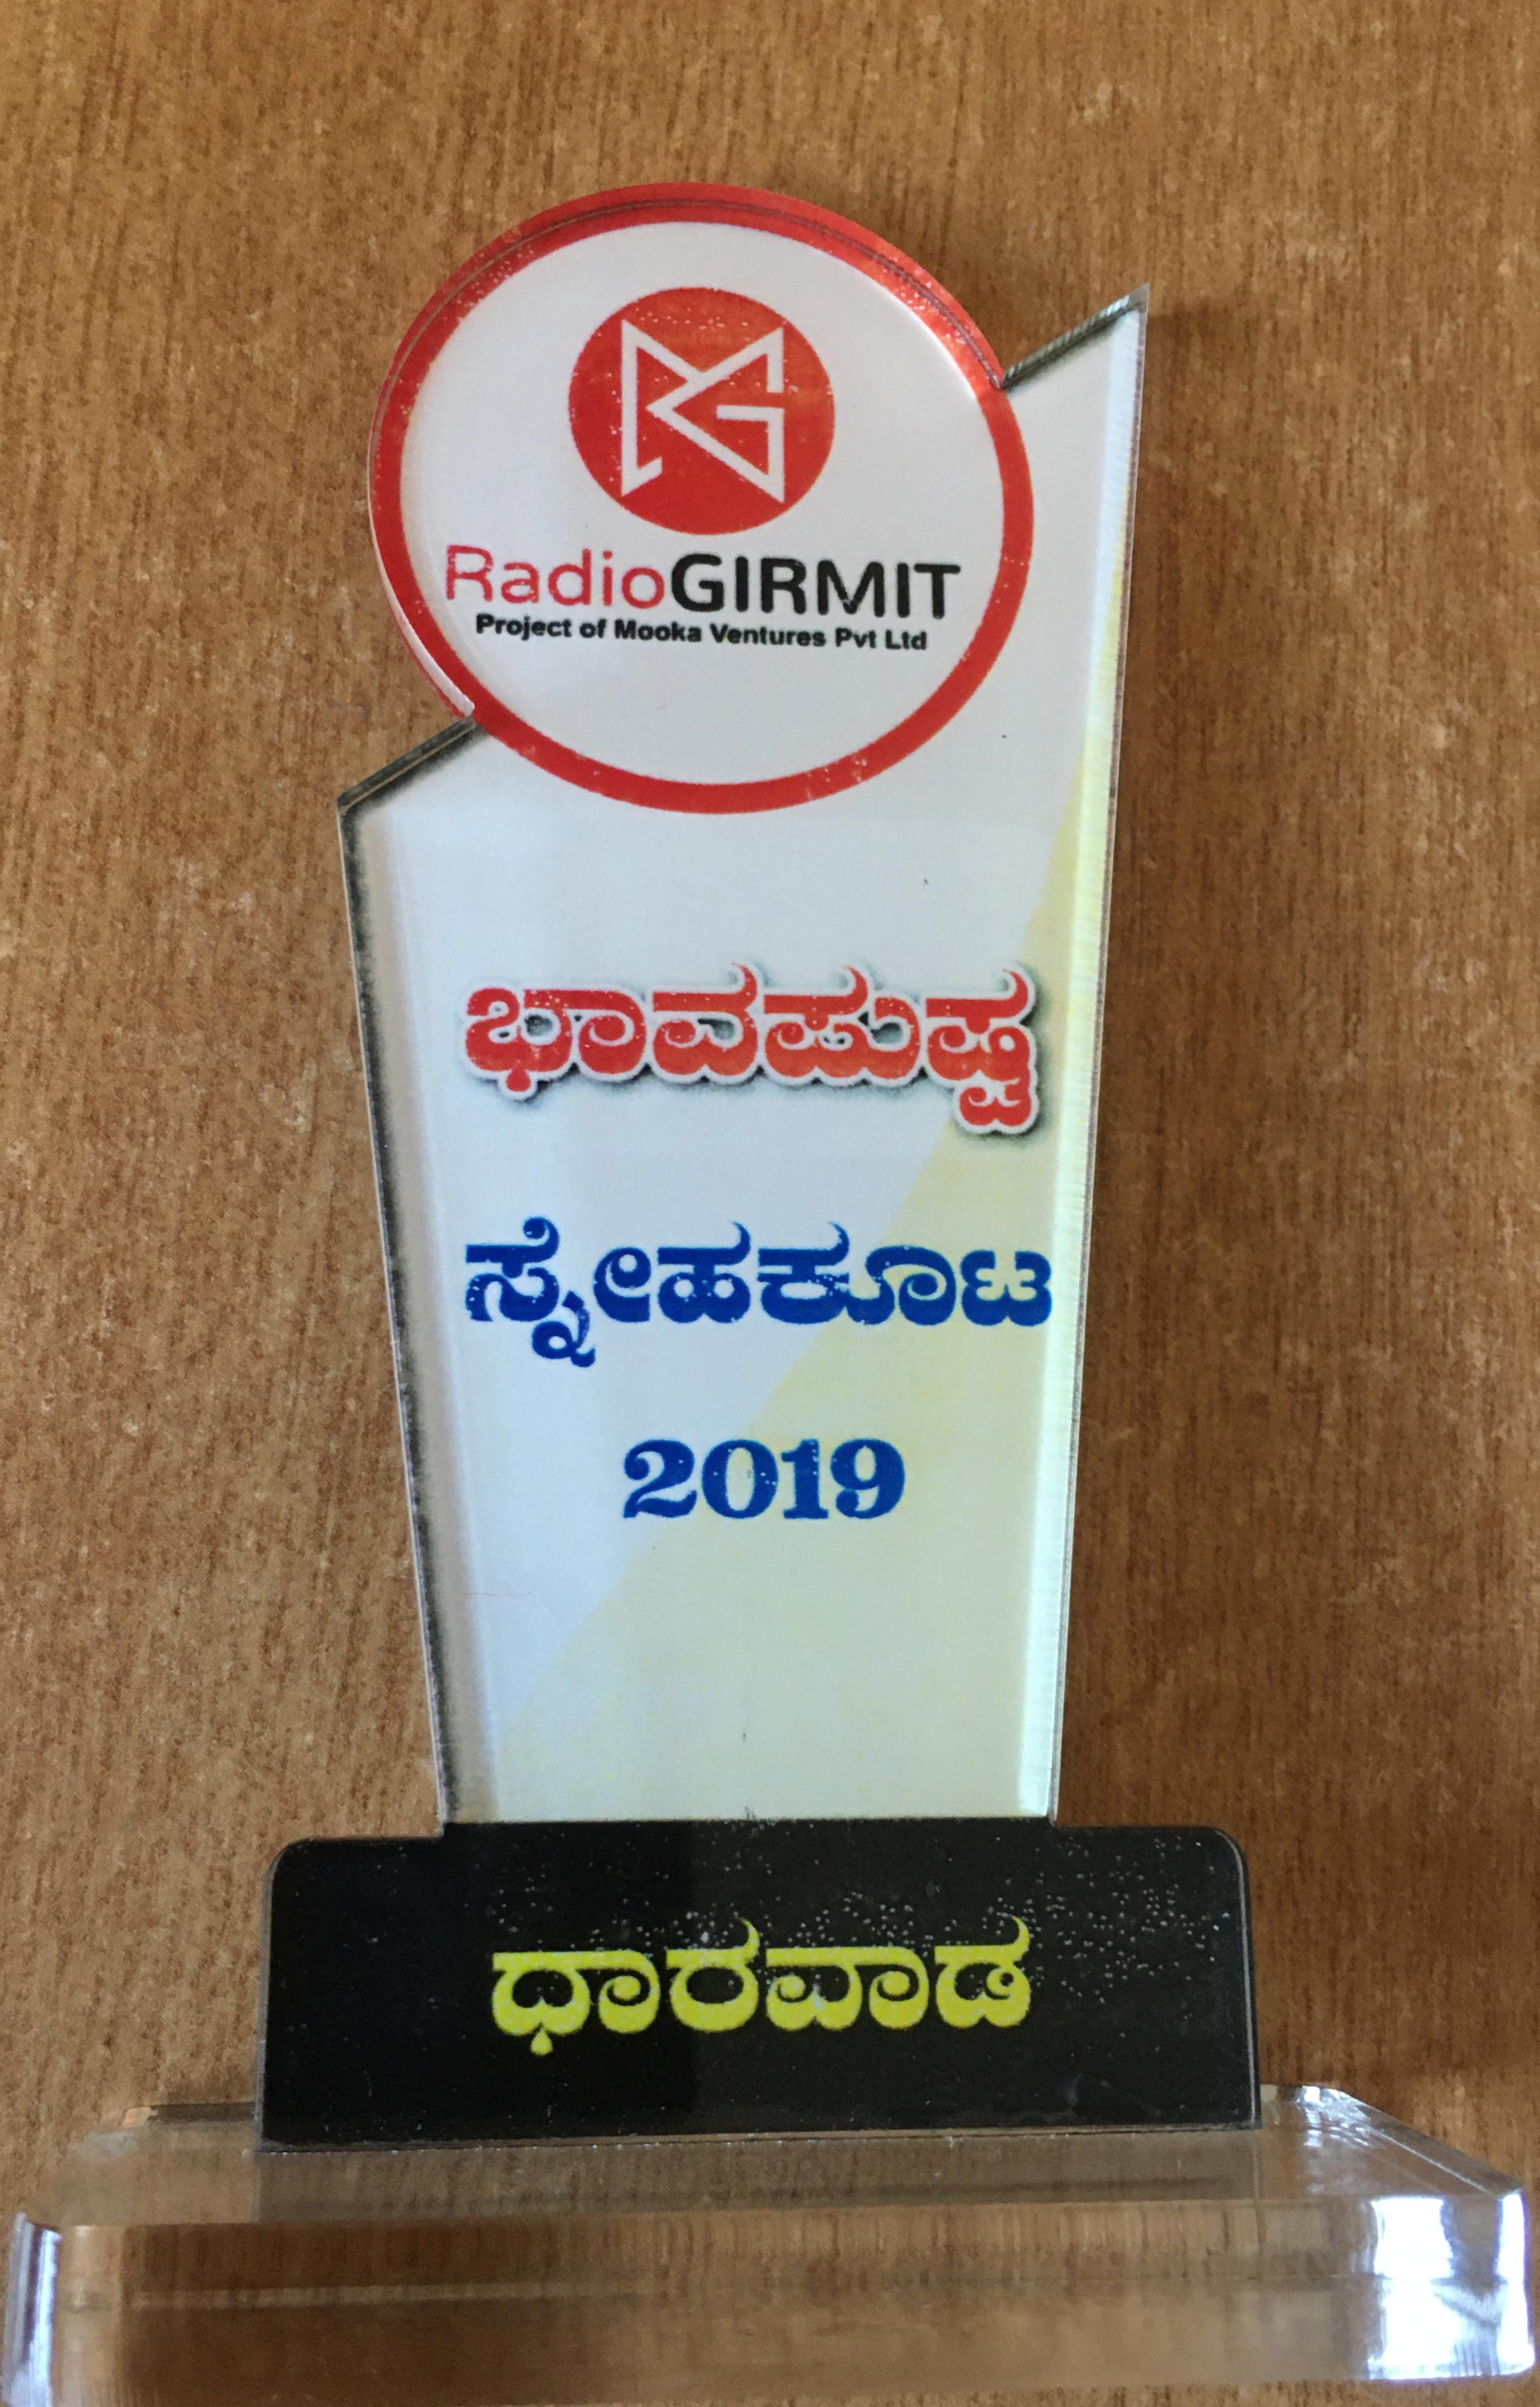 RadioGIRMIT
Project of Mooka Ventures Pvt Ltd
ಭಾವಪುಷ್ಪ
ಸ್ನೇಹಕೂಟ
2019
ಧಾರವಾಡ